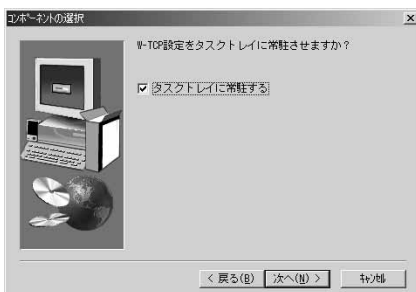 コンポーネントの選択
W-TCP設定をタスクトレイに常駐させますか？
タスクトレイに常駐する
< 戻る(B)
次へ(N) >
キャンセル